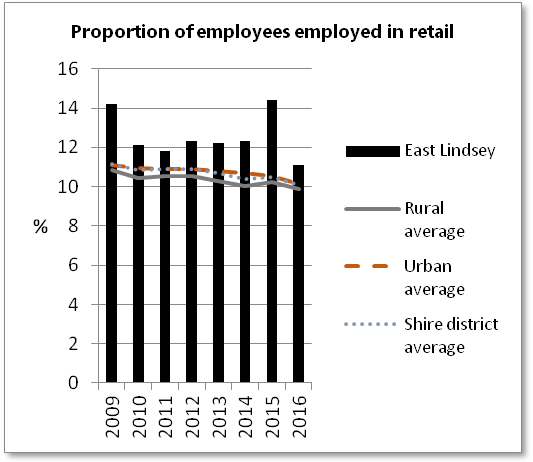 Proportion of employees employed in retail
16
14
12
10
8
6
4
2
0
%
2009
2010
2011
2012
2013
2014
2015
2016
East Lindsey
Rural
average
Urban
average
Shire district
average